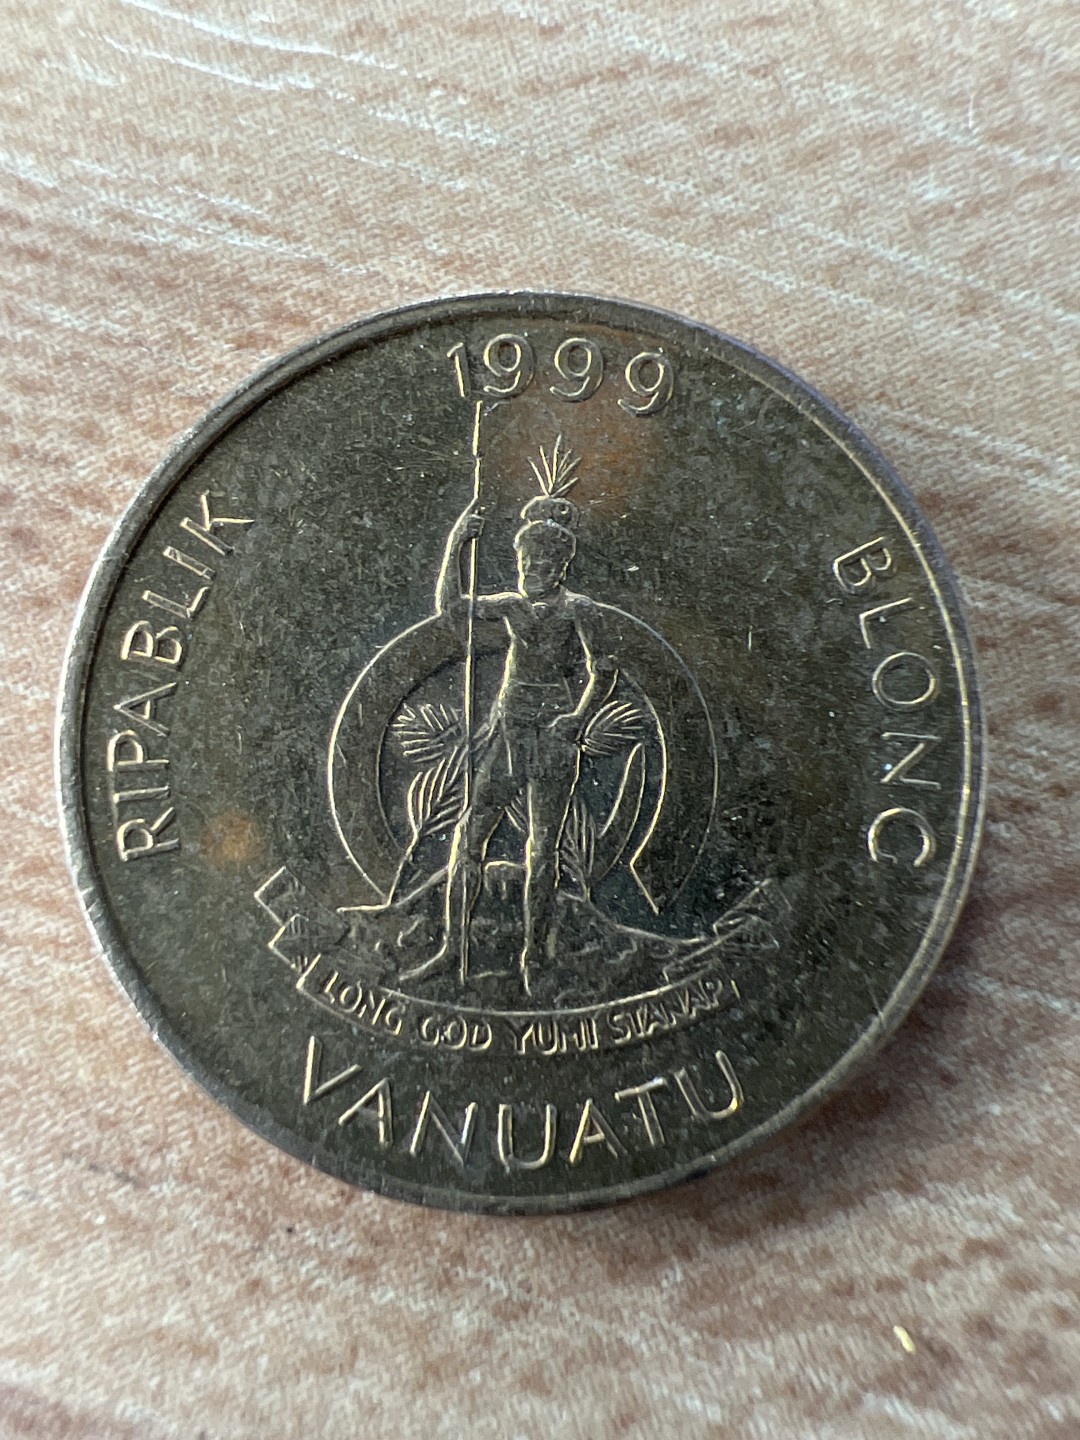 1999
RIPABLIK
BLONG
LONG GOD YUMI STANAP
VANUATU